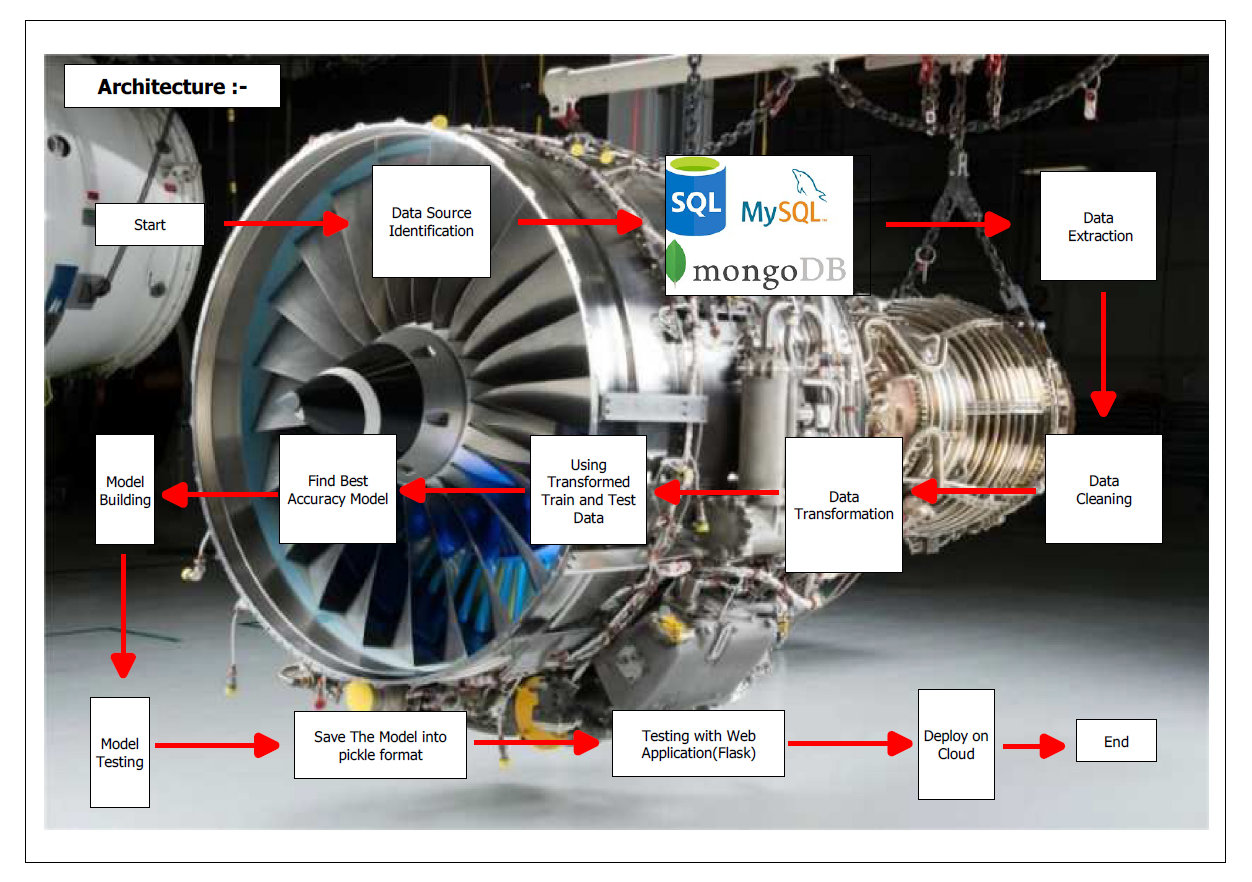 Architecture :-
Start
Data Source
Identification
SQL
MySQL
mongoDB
Data
Extraction
Model
Building
Find Best
Accuracy Model
Using
Transformed
Train and Test
Data
Data
Transformation
Data
Cleaning
Model
Testing
Save The Model into
pickle format
Testing with Web
Application(Flask)
Deploy on
Cloud
End